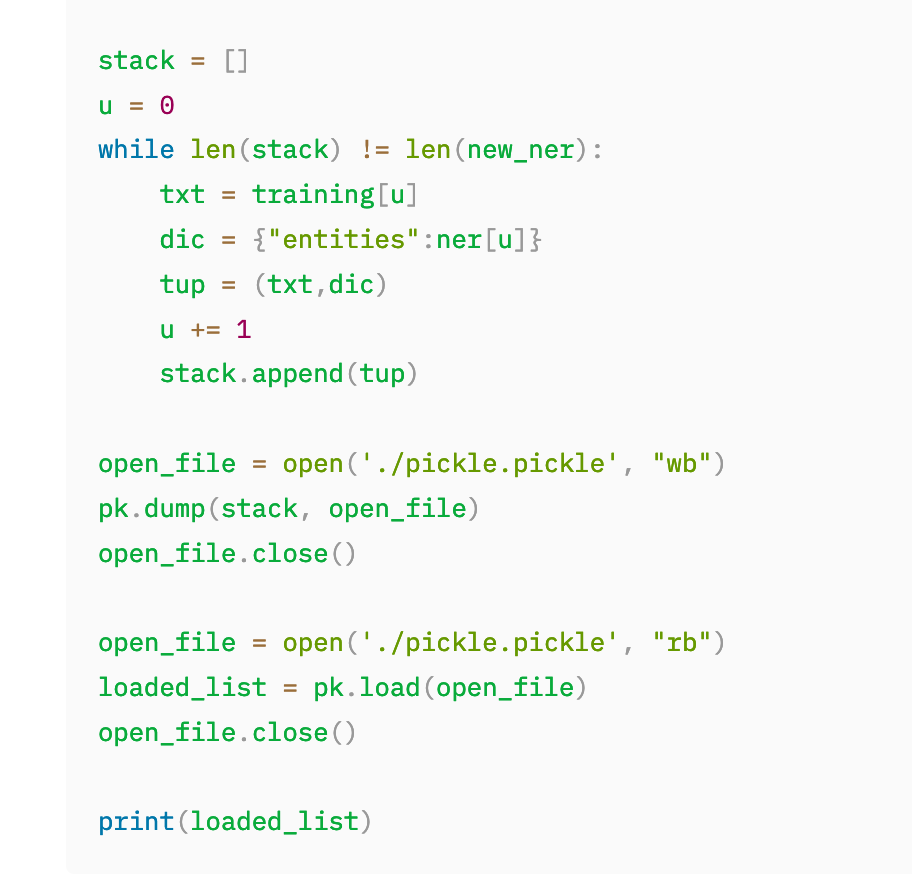 stack = []
u = 0
while len(stack) != len(new_ner):
    txt = training[u]
    dic = {"entities":ner[u]}
    tup = (txt,dic)
    u += 1
    stack.append(tup)

open_file = open('./pickle.pickle', "wb")
pk.dump(stack, open_file)
open_file.close()

open_file = open('./pickle.pickle', "rb")
loaded_list = pk.load(open_file)
open_file.close()

print(loaded_list)